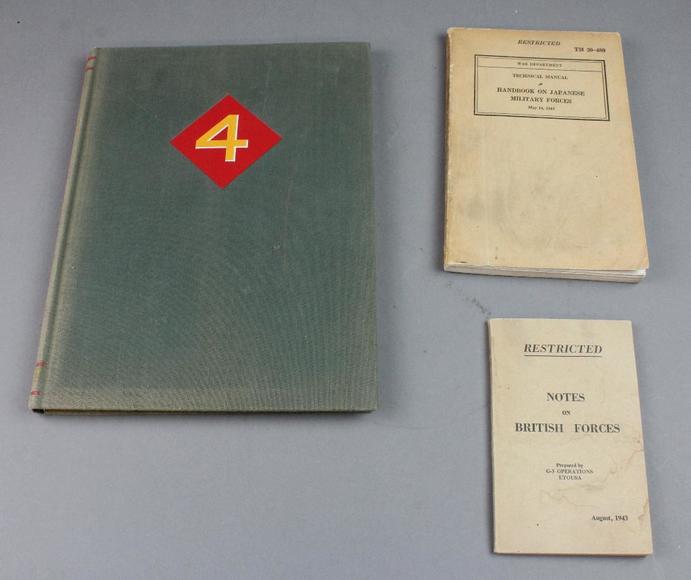 4
RESTRICTED
TM 30-480
WAR DEPARTMENT
TECHNICAL MANUAL
HANDBOOK ON JAPANESE
MILITARY FORCES
RESTRICTED
NOTES
ON
BRITISH FORCES
Prepared by
G-3 OPERATIONS
ETOUSA
August, 1943